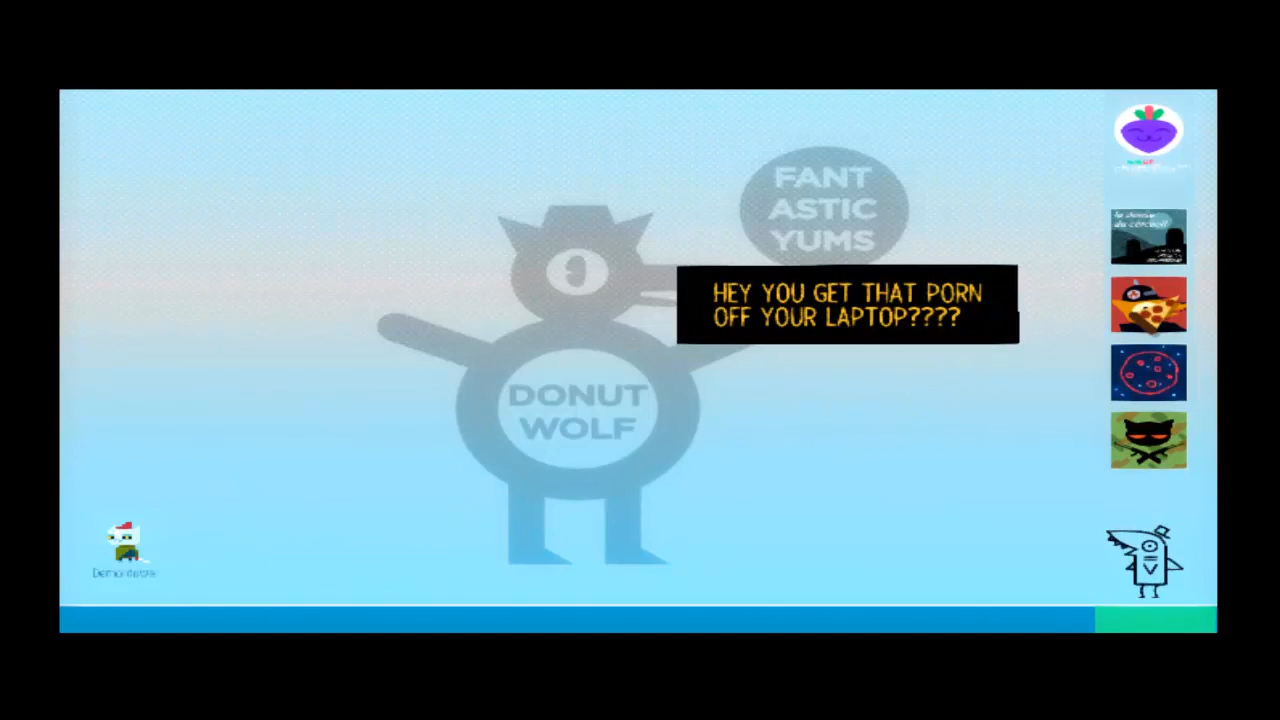 FANT
ASTIC
YUMS
HEY YOU GET THAT PORN
OFF YOUR LAPTOP????
DONUT
WOLF